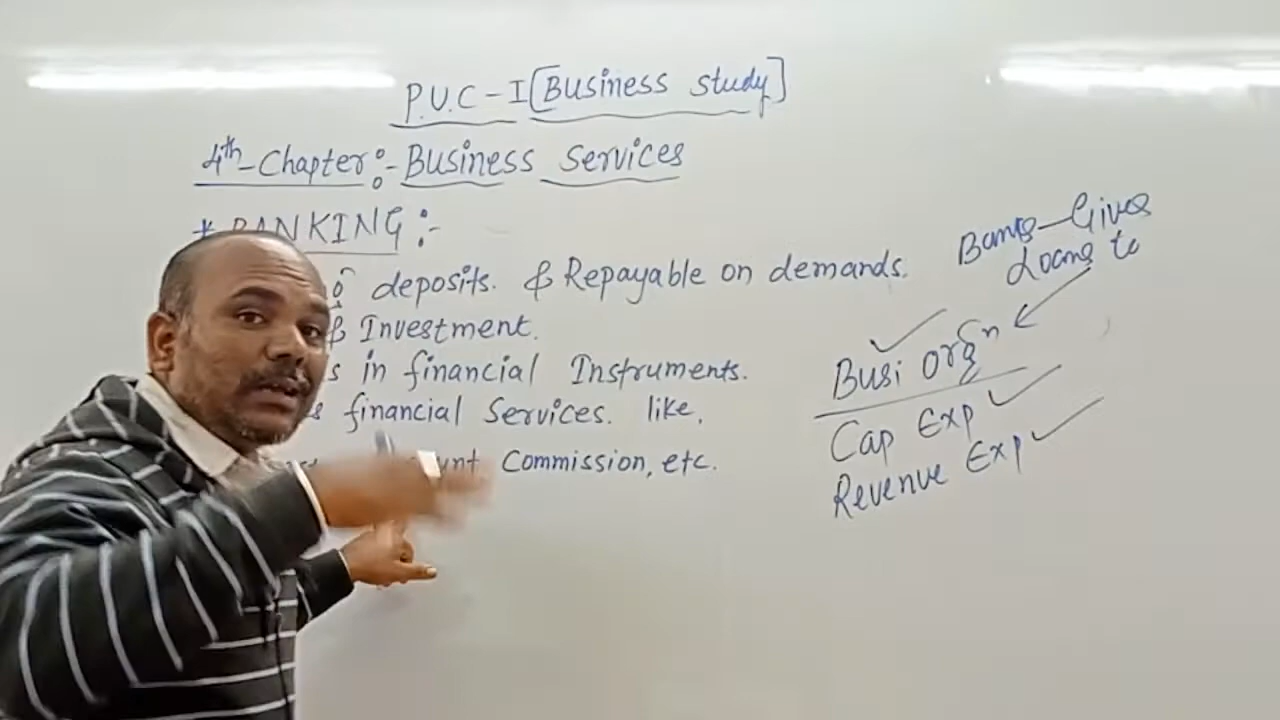 P.U.C - I [Business study]
4th - Chapter :- Business Services
* BANKING :-
deposits. & Repayable on demands.
& Investment.
s in financial Instruments.
s financial Services. like,
Commission, etc.
Banks - Gives
Loans to
Busi Orgn
Cap Exp
Revenue Exp